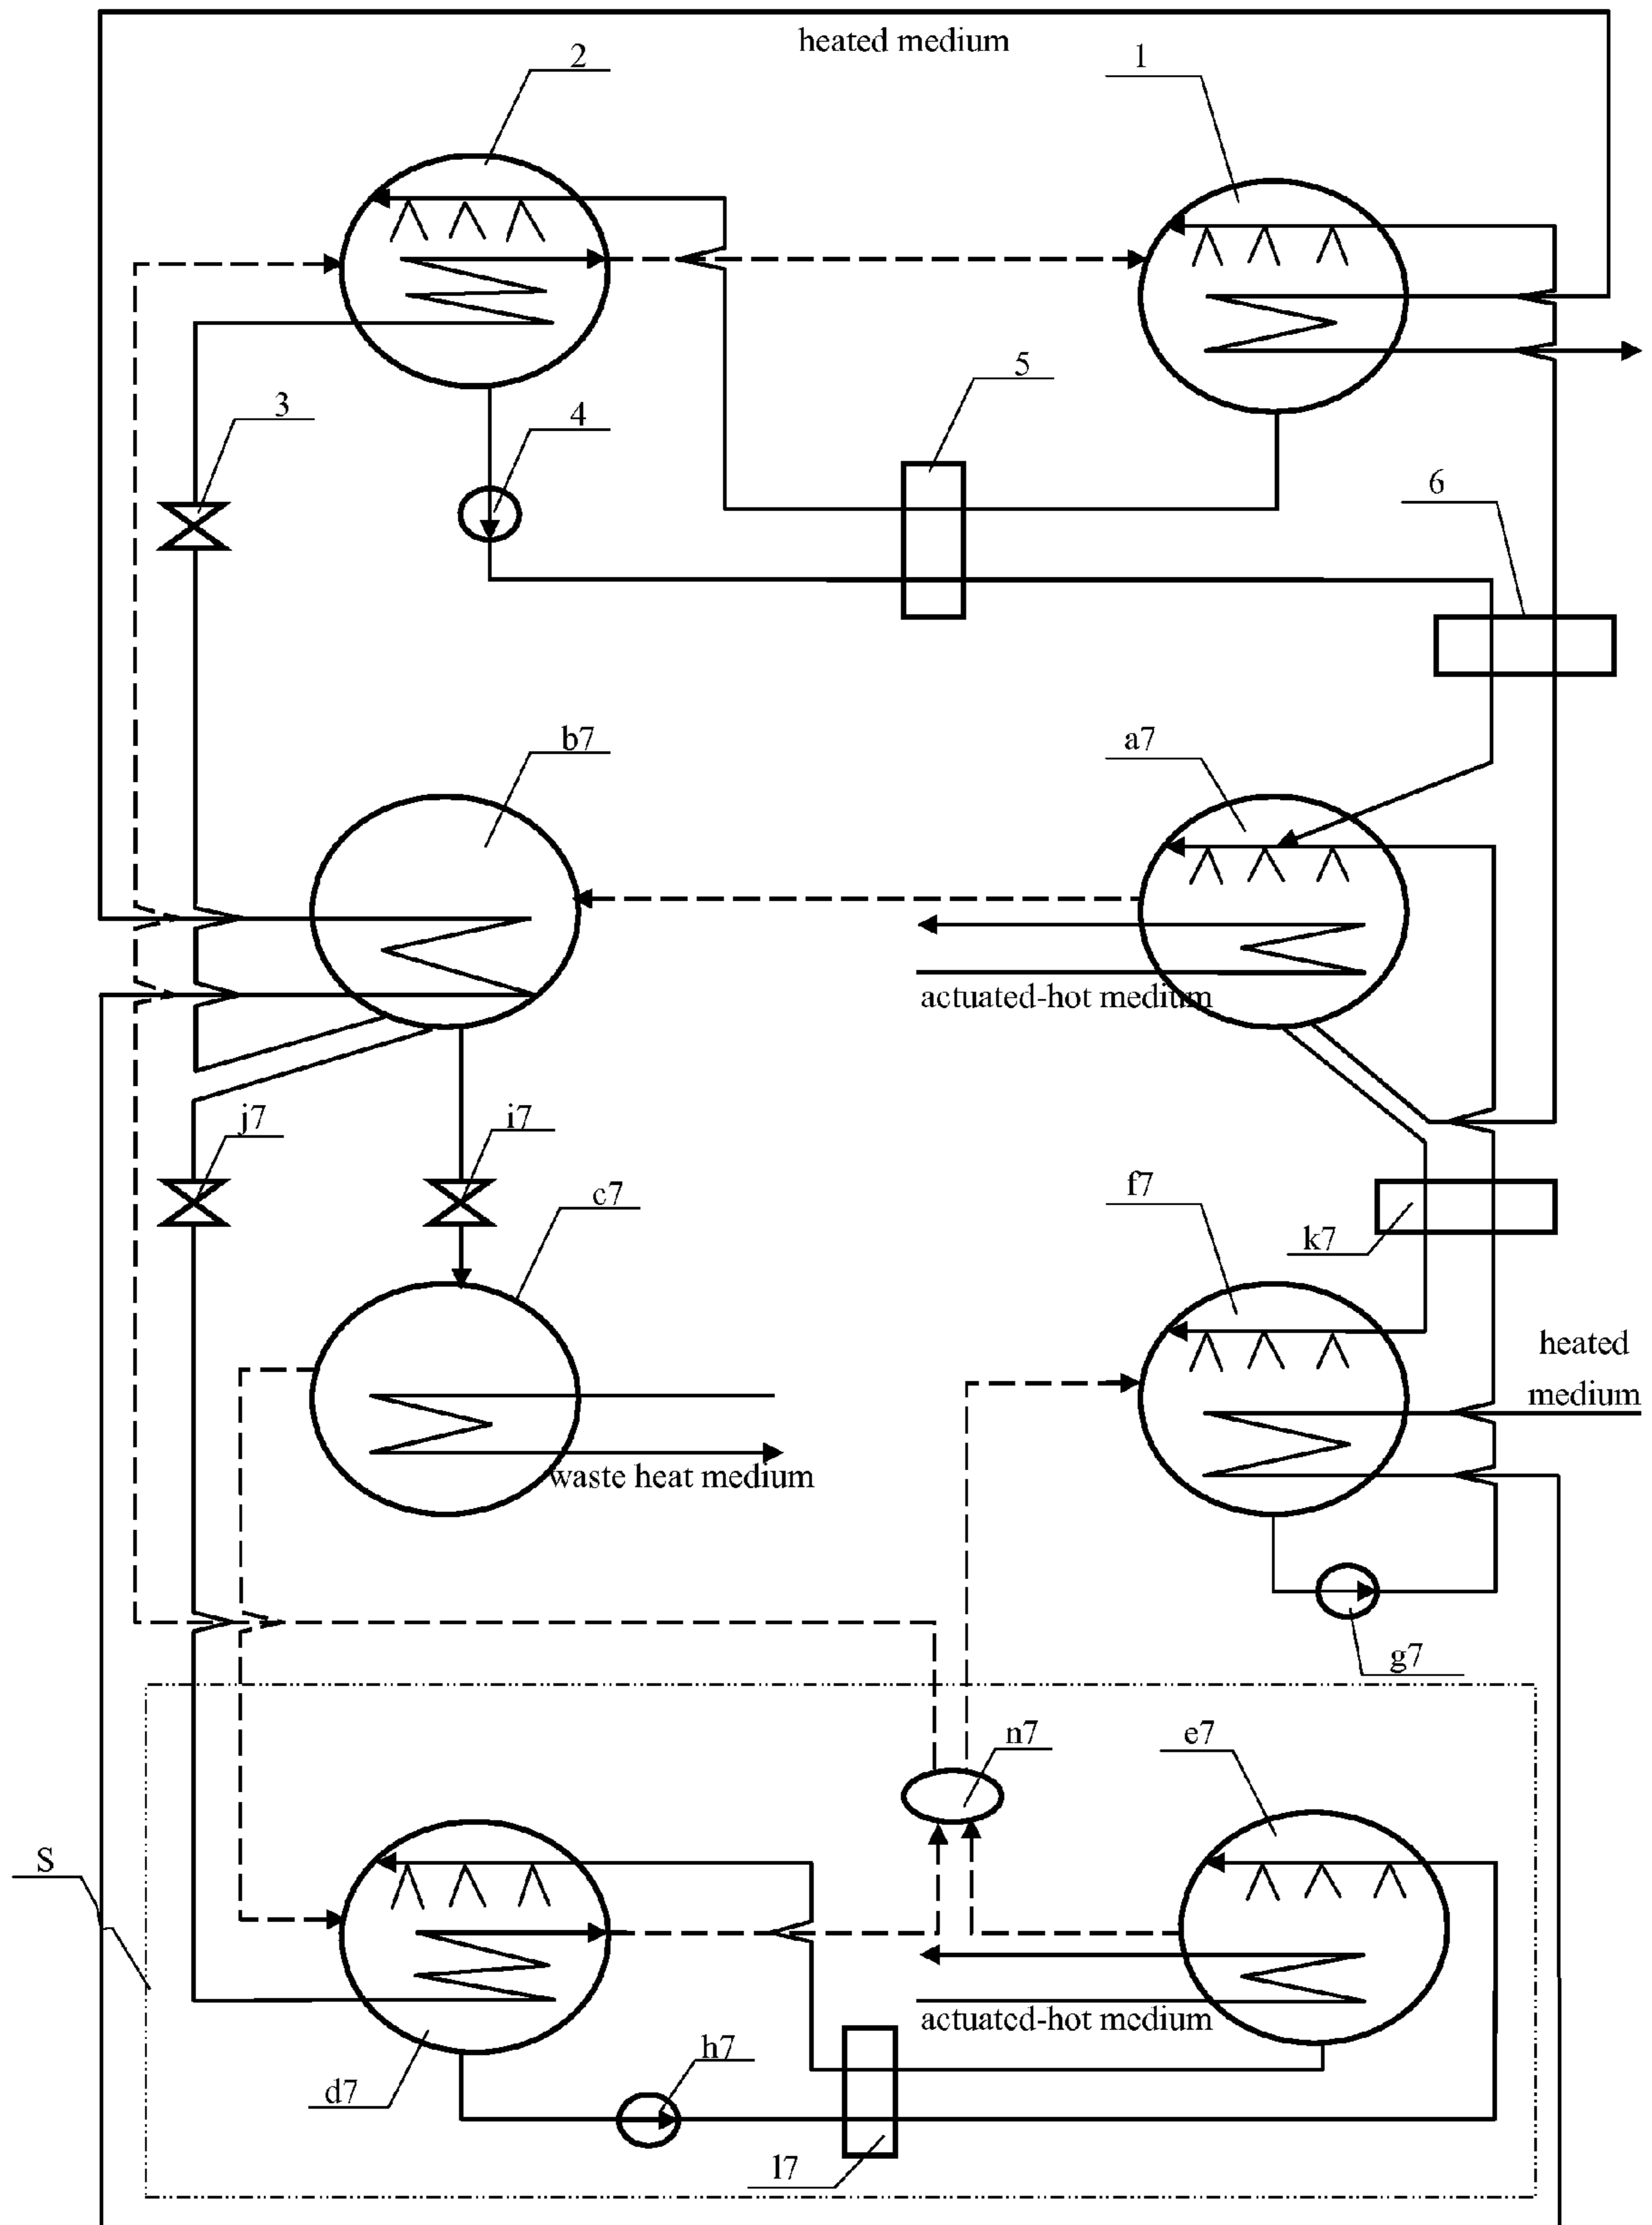 heated medium
2
1
3
4
5
6
b7
a7
actuated-hot medium
j7
i7
c7
f7
k7
heated
medium
waste heat medium
g7
n7
e7
S
actuated-hot medium
h7
d7
l7